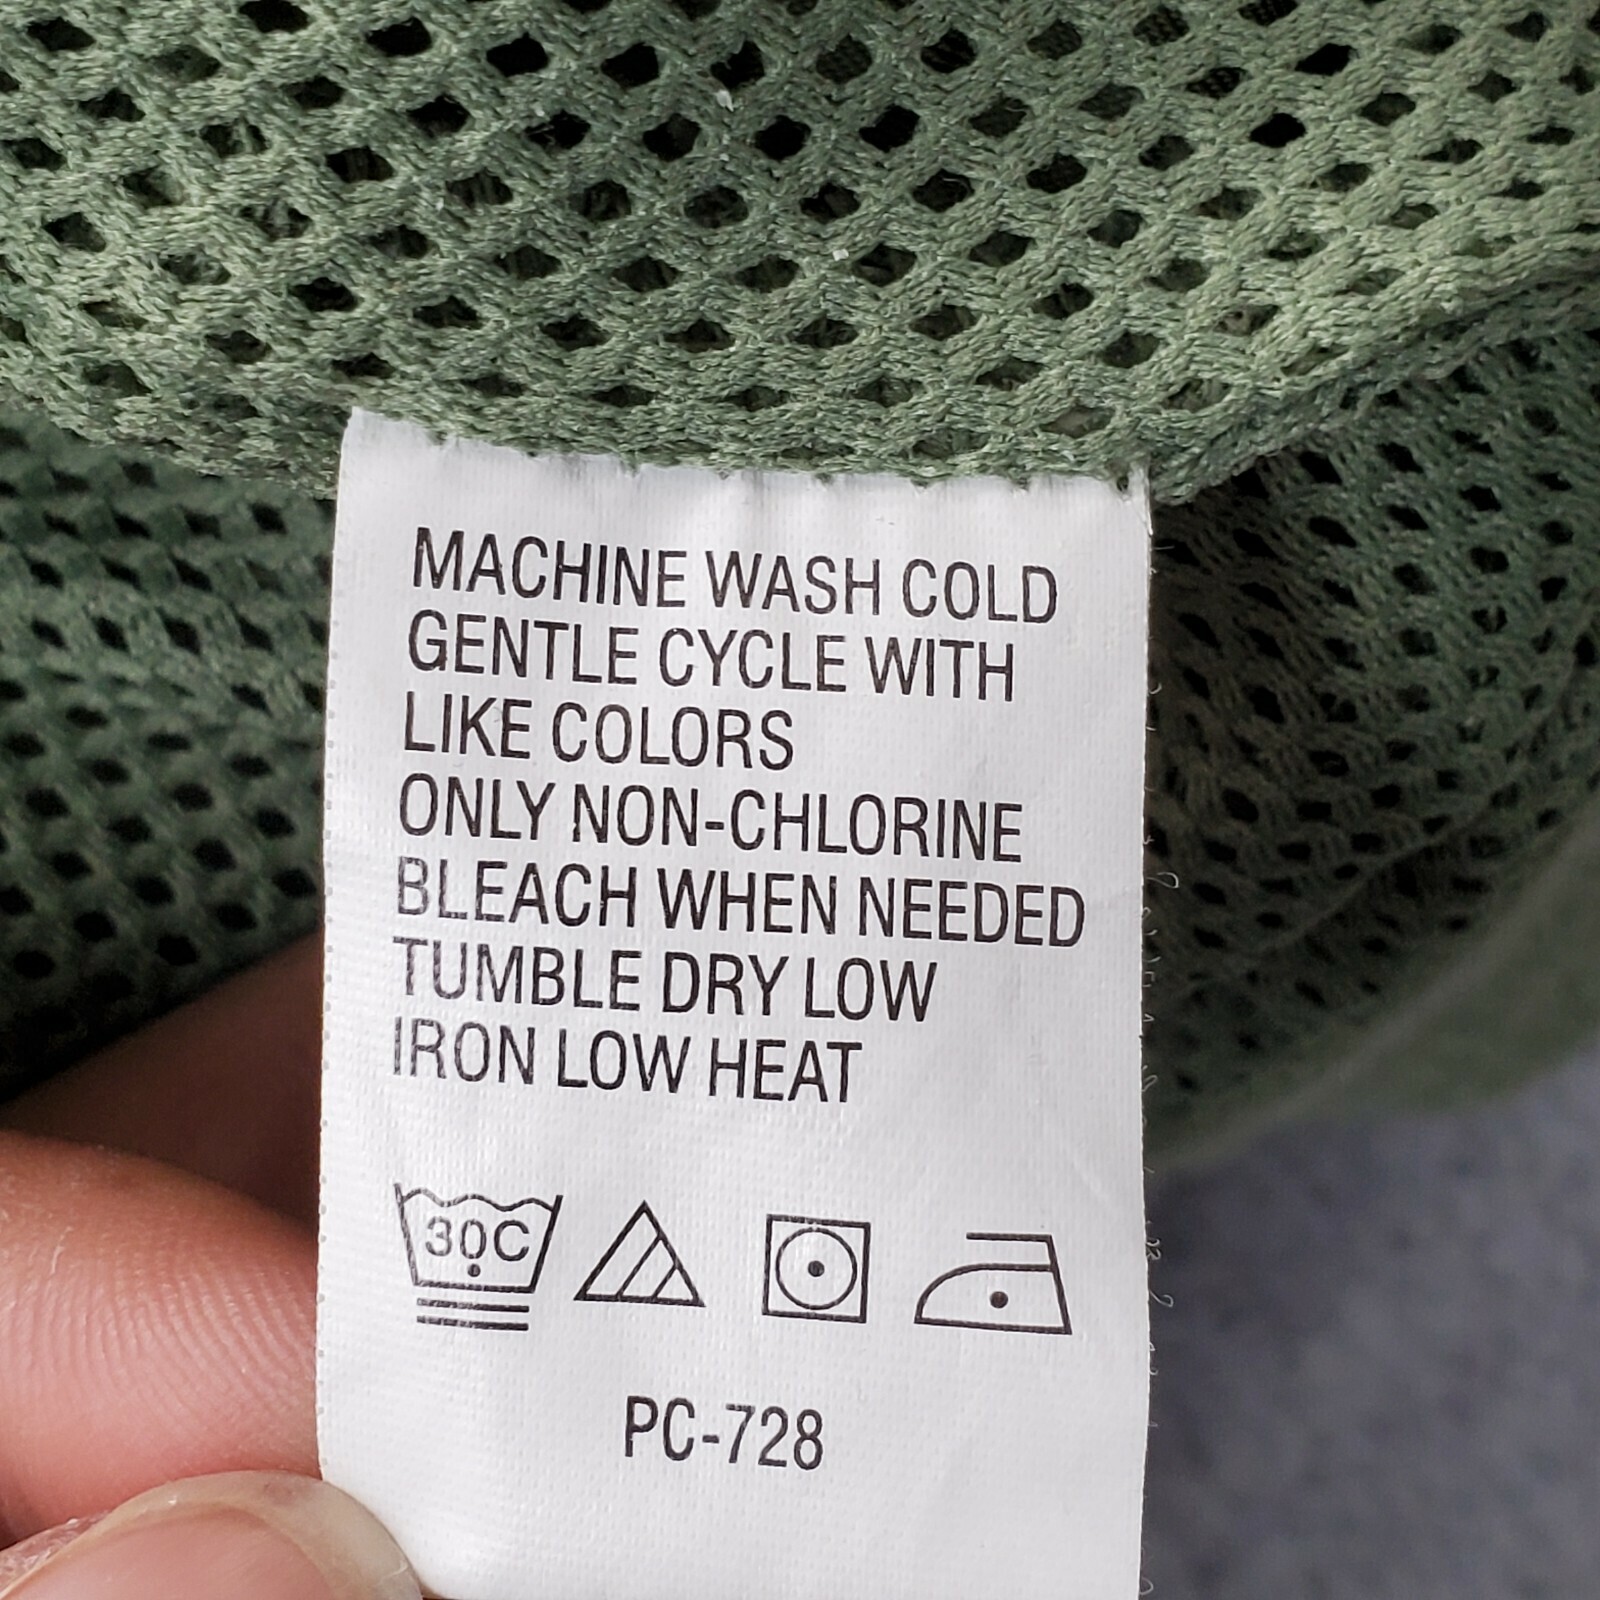 MACHINE WASH COLD
GENTLE CYCLE WITH
LIKE COLORS
ONLY NON-CHLORINE
BLEACH WHEN NEEDED
TUMBLE DRY LOW
IRON LOW HEAT
30C
PC-728